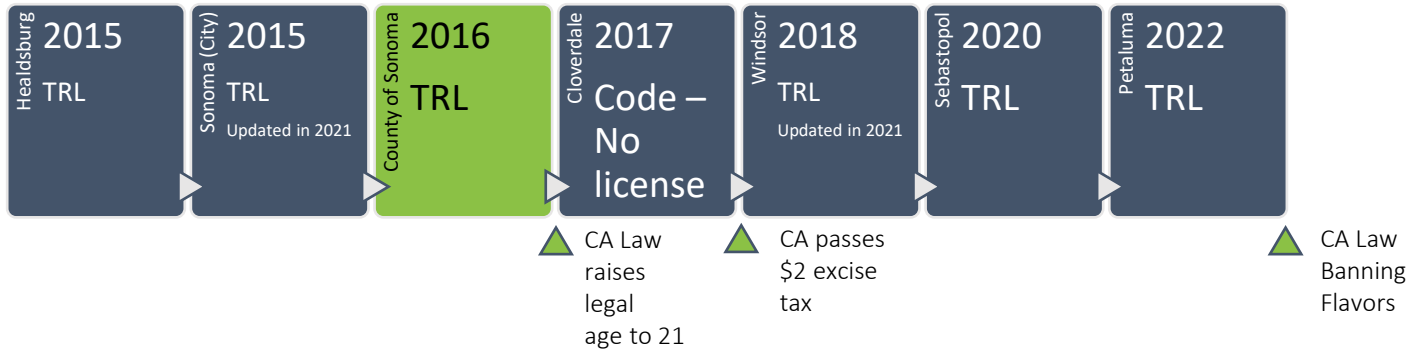 Healdsburg
2015
TRL
Sonoma (City)
2015
TRL
Updated in 2021
County of Sonoma
2016
TRL
Cloverdale
2017
Code –
No
license
Windsor
2018
TRL
Updated in 2021
Sebastopol
2020
TRL
Petaluma
2022
TRL
CA Law
raises
legal
age to 21
CA passes
$2 excise
tax
CA Law
Banning
Flavors